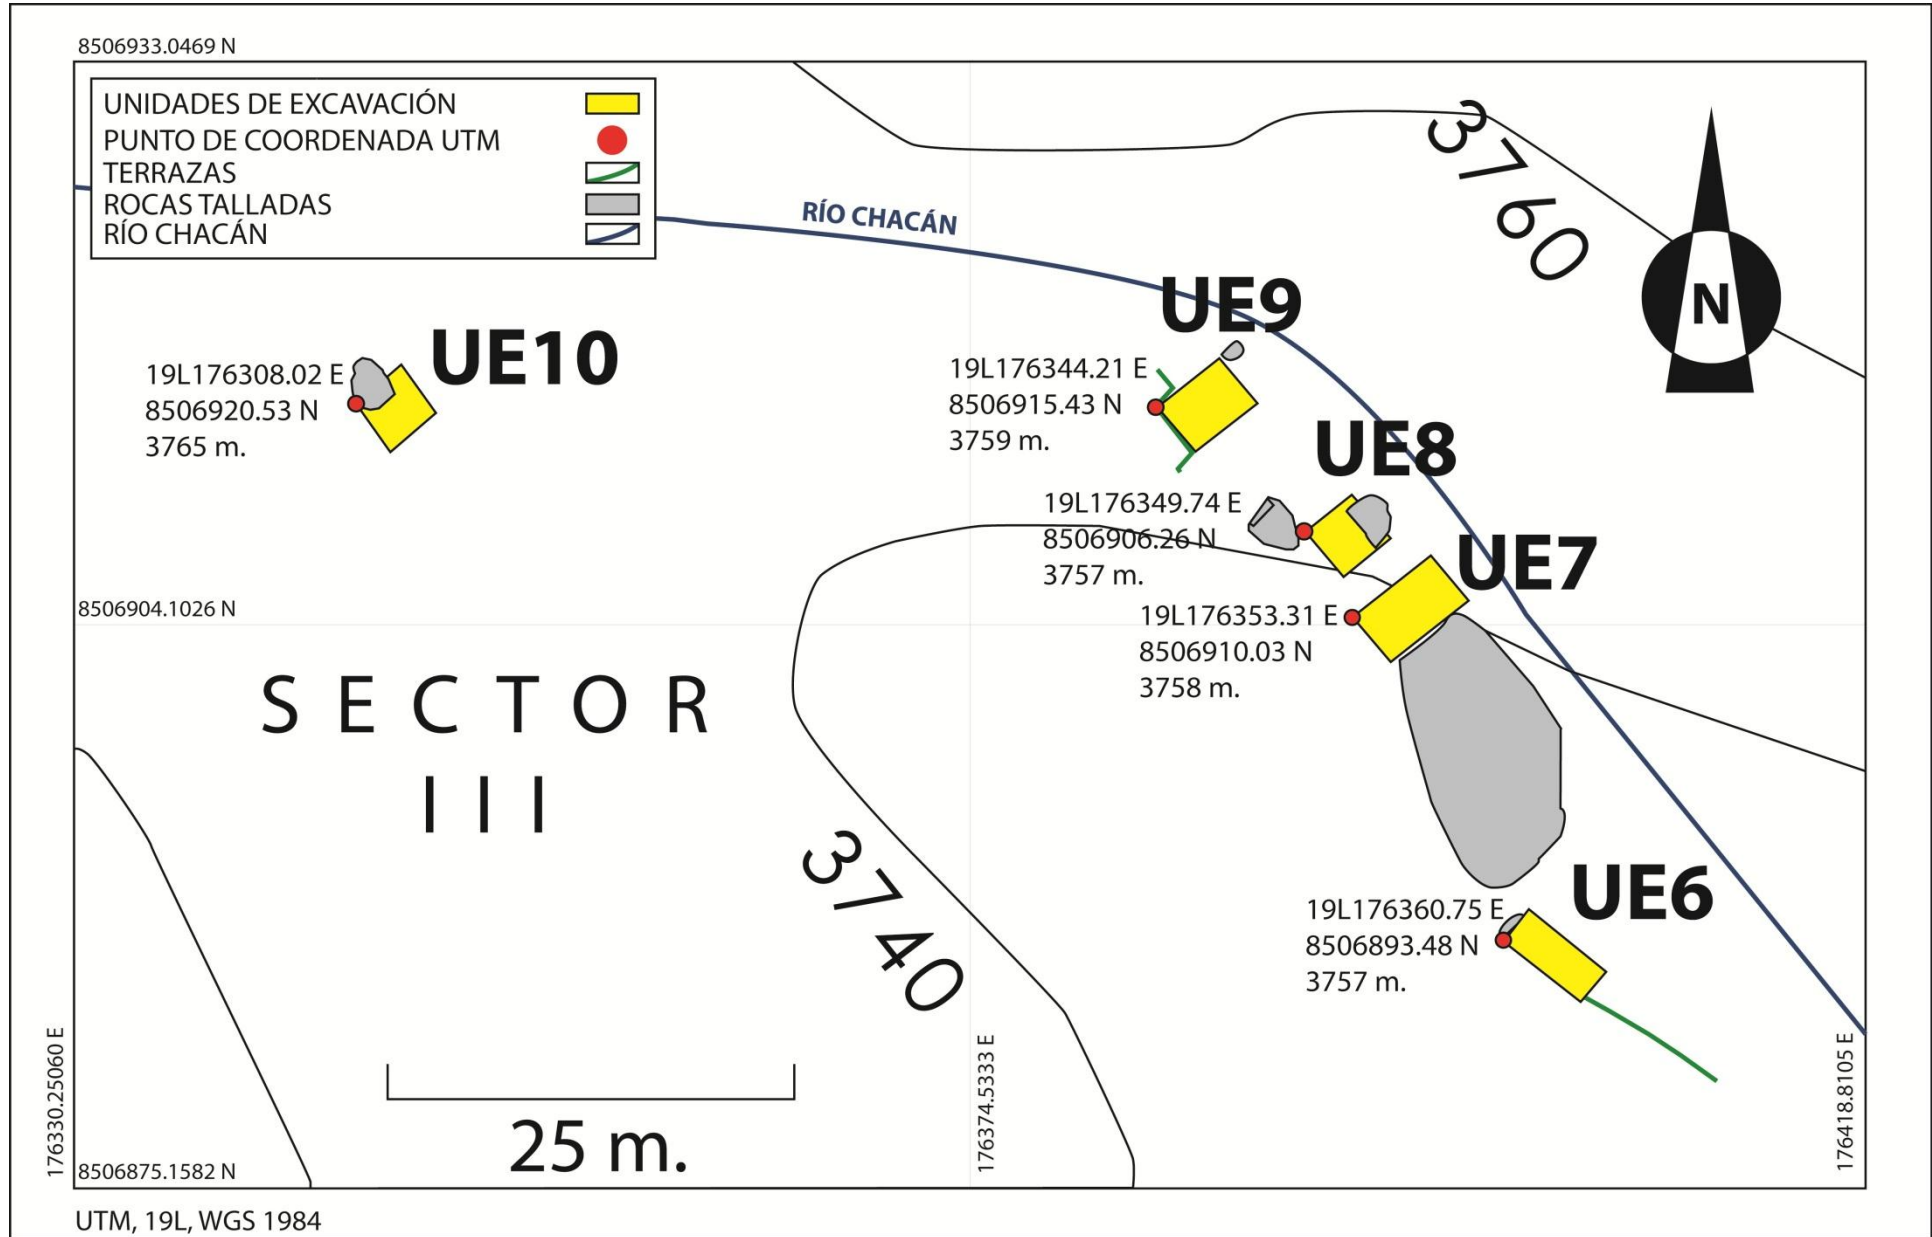 8506933.0469 N
UNIDADES DE EXCAVACIÓN
PUNTO DE COORDENADA UTM
TERRAZAS
ROCAS TALLADAS
RÍO CHACÁN
RÍO CHACÁN
3760
N
UE10
19L176308.02 E
8506920.53 N
3765 m.
UE9
19L176344.21 E
8506915.43 N
3759 m.
UE8
19L176349.74 E
8506906.26 N
3757 m.
UE7
19L176353.31 E
8506910.03 N
3758 m.
8506904.1026 N
SECTOR
III
3740
UE6
19L176360.75 E
8506893.48 N
3757 m.
25 m.
176330.25060 E
176374.5333 E
176418.8105 E
8506875.1582 N
UTM, 19L, WGS 1984